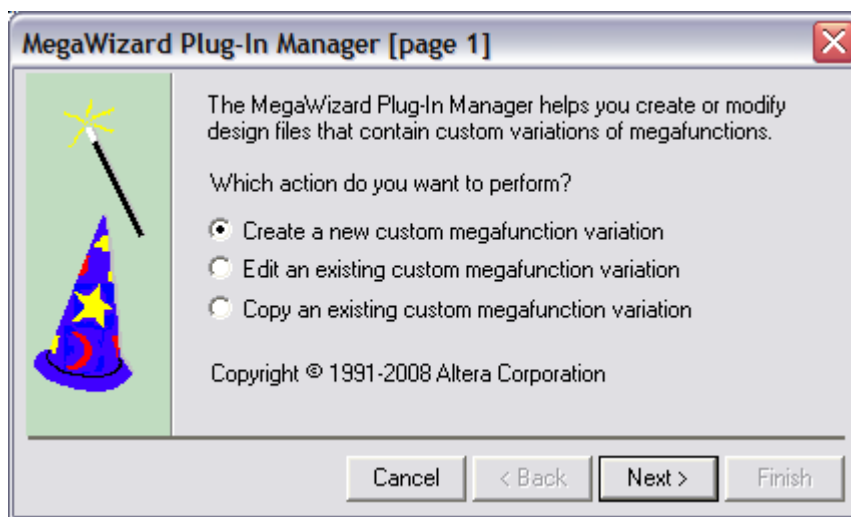 MegaWizard Plug-In Manager [page 1]
The MegaWizard Plug-In Manager helps you create or modify
design files that contain custom variations of megafunctions.
Which action do you want to perform?
Create a new custom megafunction variation
Edit an existing custom megafunction variation
Copy an existing custom megafunction variation
Copyright © 1991-2008 Altera Corporation
Cancel < Back Next > Finish